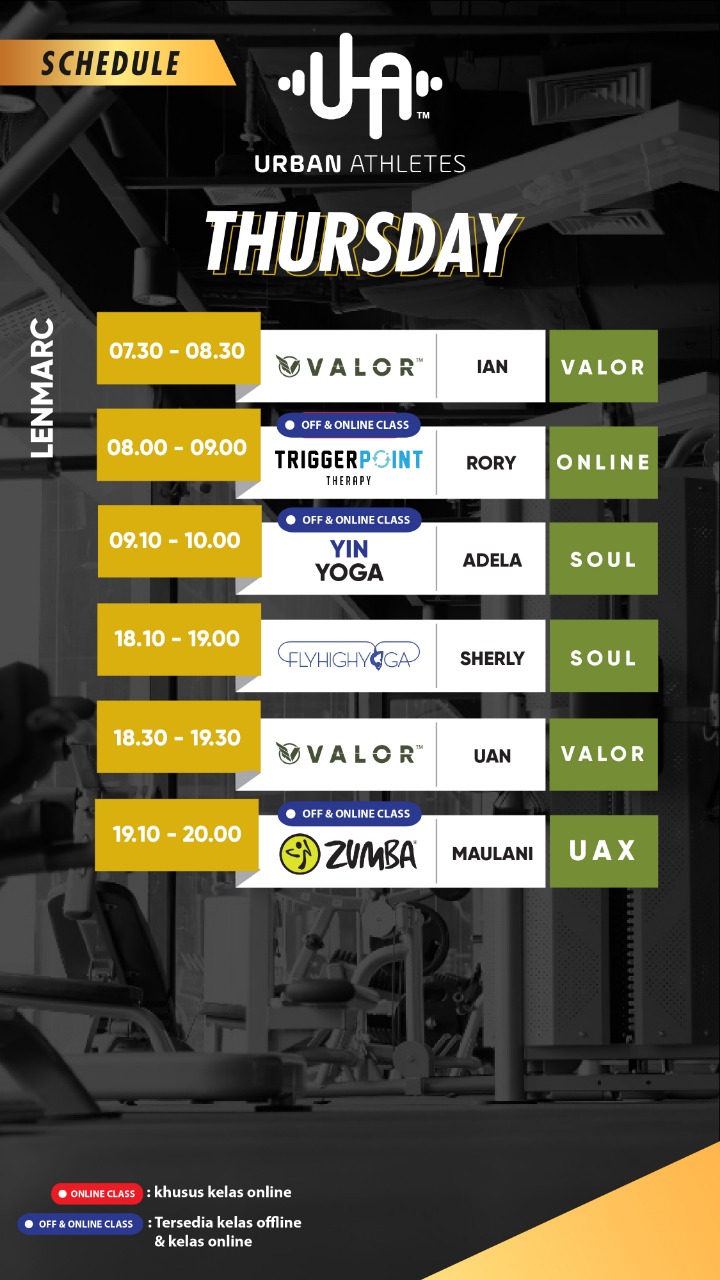 SCHEDULE
UA TM
URBAN ATHLETES
THURSDAY
LENMARC
07.30 - 08.30 VALOR™ IAN VALOR
OFF & ONLINE CLASS
08.00 - 09.00 TRIGGERPOINT THERAPY RORY ONLINE
OFF & ONLINE CLASS
09.10 - 10.00 YIN YOGA ADELA SOUL
18.10 - 19.00 FLYHIGHYOGA SHERLY SOUL
18.30 - 19.30 VALOR™ UAN VALOR
OFF & ONLINE CLASS
19.10 - 20.00 ZUMBA MAULANI UAX
ONLINE CLASS : khusus kelas online
OFF & ONLINE CLASS : Tersedia kelas offline
& kelas online